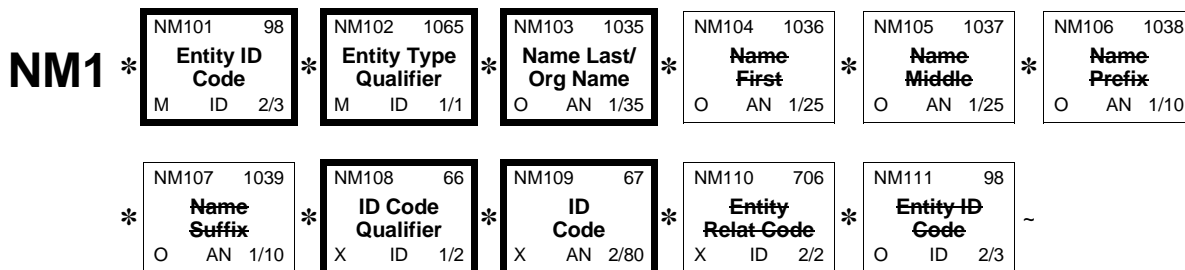 NM101 98 NM102 1065 NM103 1035 NM104 1036 NM105 1037 NM106 1038
NM1 * Entity ID Code * Entity Type Qualifier * Name Last/ Org Name * Name First * Name Middle * Name Prefix
M ID 2/3 M ID 1/1 O AN 1/35 O AN 1/25 O AN 1/25 O AN 1/10
NM107 1039 NM108 66 NM109 67 NM110 706 NM111 98
* Name Suffix * ID Code Qualifier * ID Code * Entity Relat Code * Entity ID Code ~
O AN 1/10 X ID 1/2 X AN 2/80 X ID 2/2 O ID 2/3